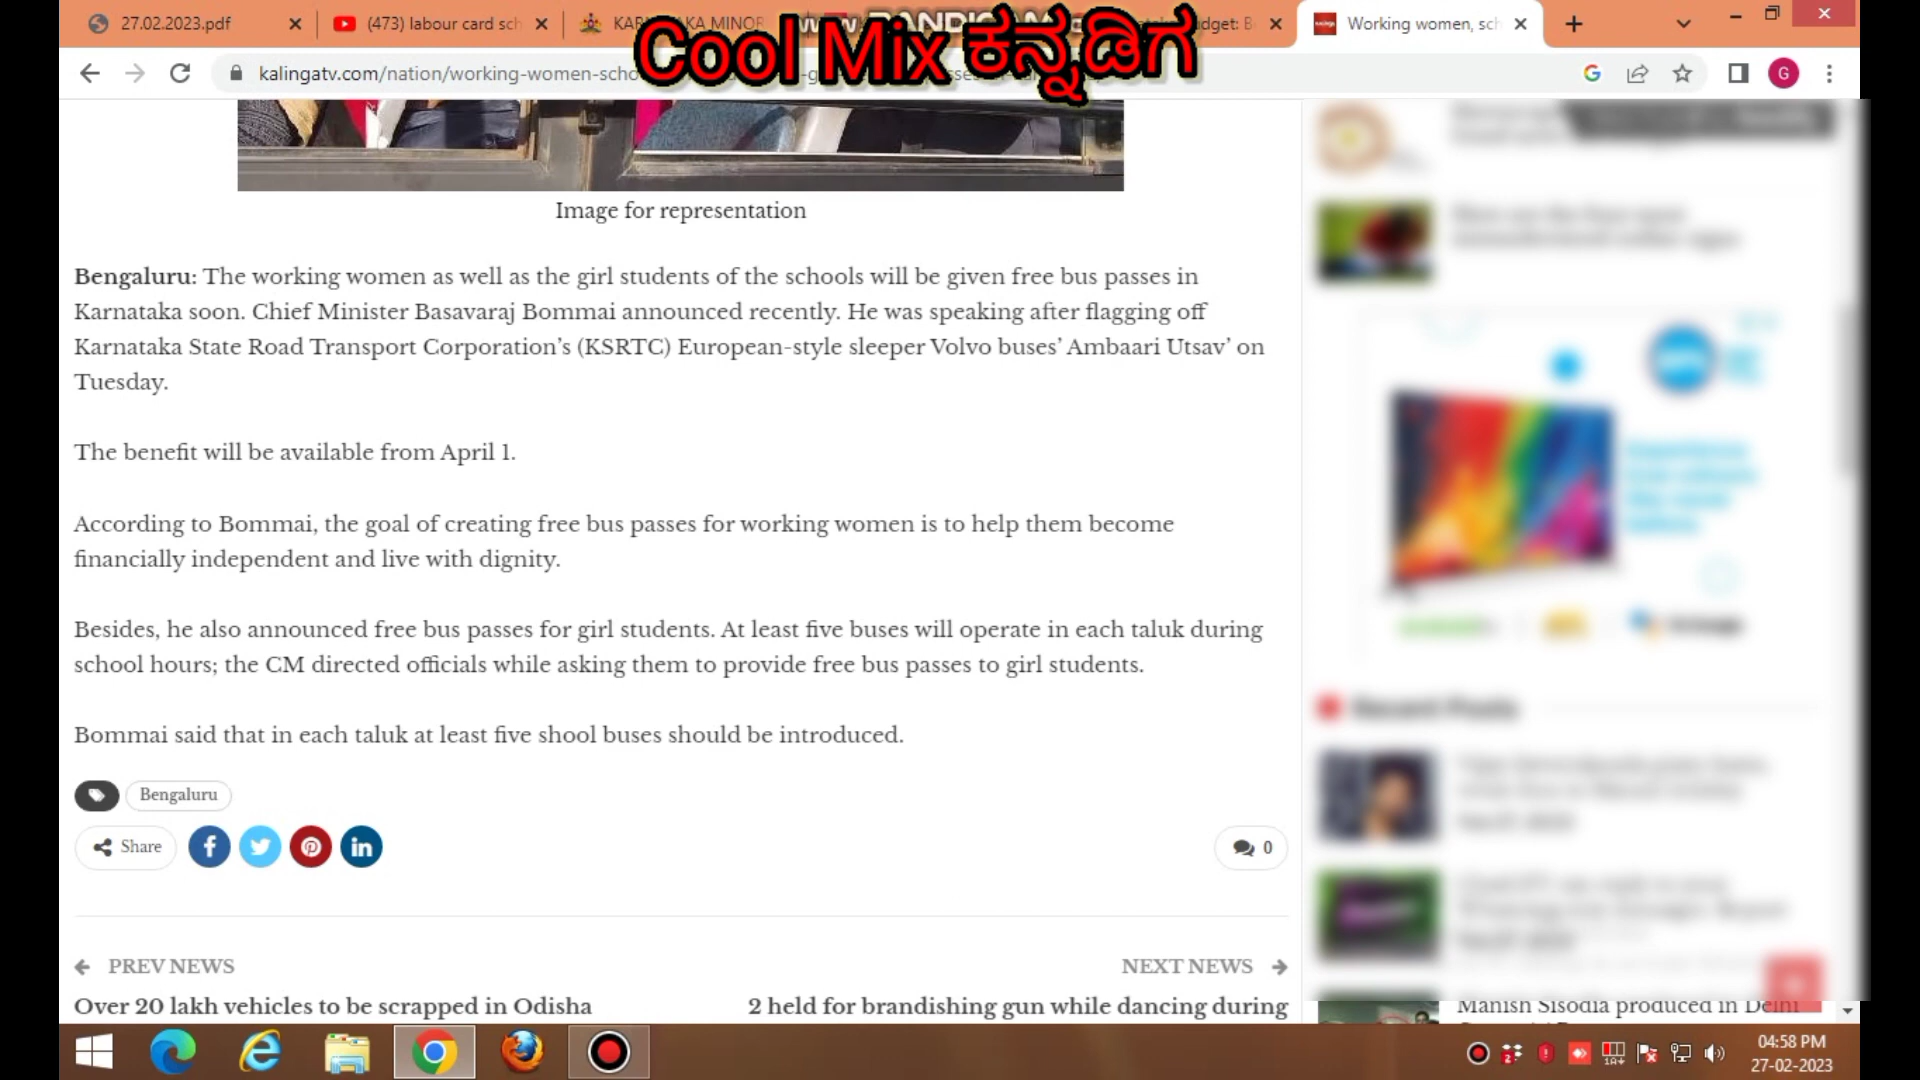 27.02.2023.pdf
(473) labour card sch
KARNATAKA MINOR
Working women, sch
Cool Mix ಕನ್ನಡಿಗ
kalingatv.com/nation/working-women-scho
G
Image for representation
Bengaluru: The working women as well as the girl students of the schools will be given free bus passes in
Karnataka soon. Chief Minister Basavaraj Bommai announced recently. He was speaking after flagging off
Karnataka State Road Transport Corporation’s (KSRTC) European-style sleeper Volvo buses’ Ambaari Utsav’ on
Tuesday.
The benefit will be available from April 1.
According to Bommai, the goal of creating free bus passes for working women is to help them become
financially independent and live with dignity.
Besides, he also announced free bus passes for girl students. At least five buses will operate in each taluk during
school hours; the CM directed officials while asking them to provide free bus passes to girl students.
Bommai said that in each taluk at least five shool buses should be introduced.
Bengaluru
Share
0
Recent Posts
PREV NEWS
NEXT NEWS
Over 20 lakh vehicles to be scrapped in Odisha
2 held for brandishing gun while dancing during
Manish Sisodia produced in Delhi
04:58 PM
27-02-2023